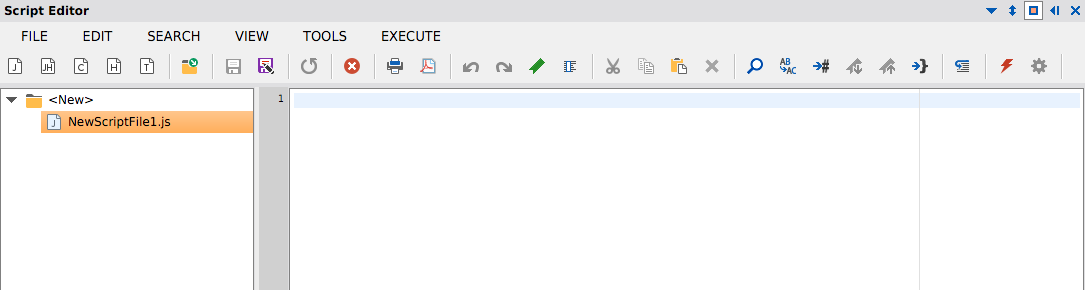 Script Editor
FILE EDIT SEARCH VIEW TOOLS EXECUTE
J JH C H T AB AC #
<New>
J NewScriptFile1.js
1